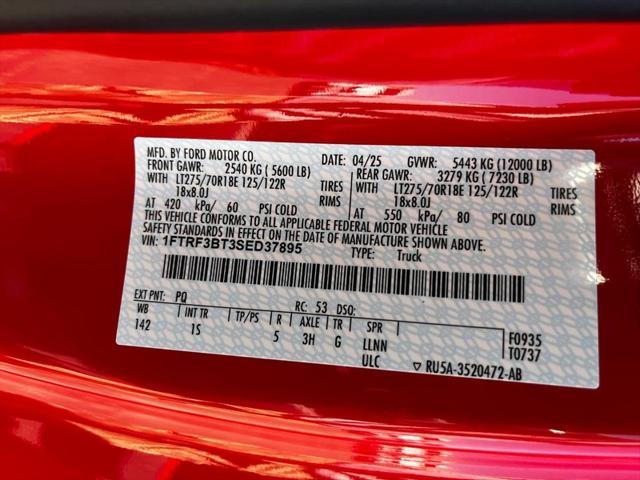 MFD. BY FORD MOTOR CO. DATE: 04/25 GVWR: 5443 KG (12000 LB)
FRONT GAWR: 2540 KG ( 5600 LB) REAR GAWR: 3279 KG ( 7230 LB)
WITH LT275/70R18E 125/122R TIRES WITH LT275/70R18E 125/122R TIRES
18x8.0J RIMS 18x8.0J RIMS
AT 420 kPa/ 60 PSI COLD AT 550 kPa/ 80 PSI COLD
THIS VEHICLE CONFORMS TO ALL APPLICABLE FEDERAL MOTOR VEHICLE
SAFETY STANDARDS IN EFFECT ON THE DATE OF MANUFACTURE SHOWN ABOVE.
VIN: 1FTRF3BT3SED37895 TYPE: Truck
EXT PNT: PQ RC: 53 DSO:
WB INT TR TP/PS R AXLE TR SPR F0935
142 1S 5 3H G LLNN T0737
ULC ▽ RU5A-3520472-AB